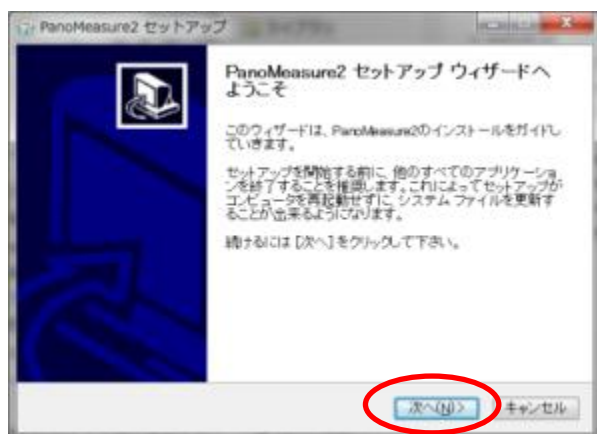 PanoMeasure2 セットアップ
PanoMeasure2 セットアップ ウィザードへ
ようこそ
このウィザードは、PanoMeasure2のインストールをガイドし
ていきます。
セットアップを開始する前に、他のすべてのアプリケーショ
ンを終了することを推奨します。これによってセットアップが
コンピュータを再起動せずに、システム ファイルを更新す
ることが出来るようになります。
続けるには [次へ] をクリックして下さい。
次へ(N) >
キャンセル